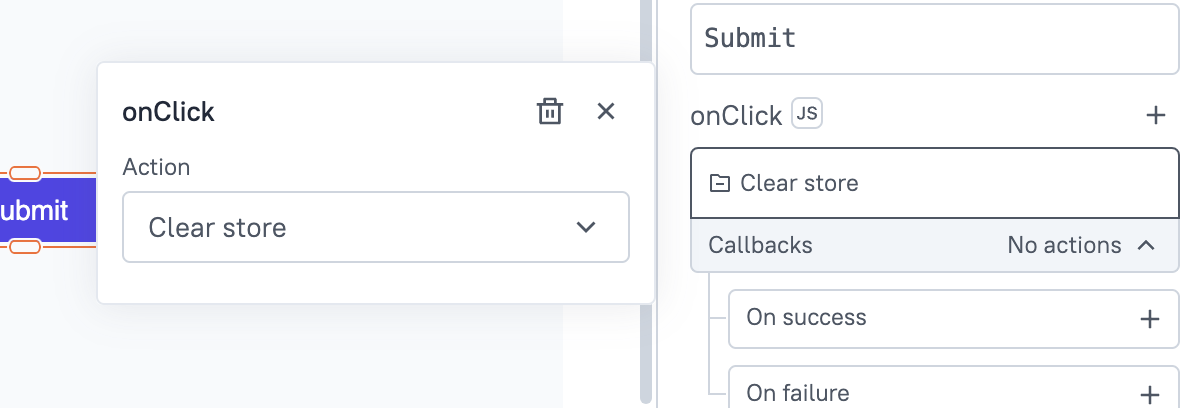 Submit
onClick
onClick JS
Action
Clear store
Clear store
ubmit
Callbacks
No actions
On success
On failure